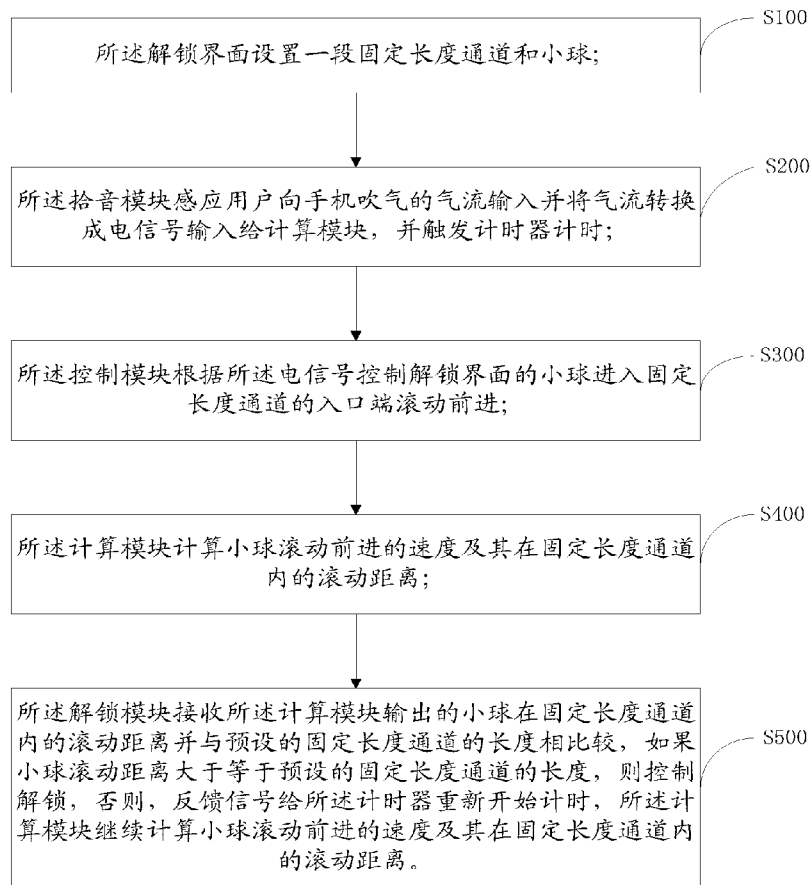 S100
所述解锁界面设置一段固定长度通道和小球；
S200
所述拾音模块感应用户向手机吹气的气流输入并将气流转换
成电信号输入给计算模块，并触发计时器计时；
S300
所述控制模块根据所述电信号控制解锁界面的小球进入固定
长度通道的入口端滚动前进；
S400
所述计算模块计算小球滚动前进的速度及其在固定长度通道
内的滚动距离；
S500
所述解锁模块接收所述计算模块输出的小球在固定长度通道
内的滚动距离并与预设的固定长度通道的长度相比较，如果
小球滚动距离大于等于预设的固定长度通道的长度，则控制
解锁，否则，反馈信号给所述计时器重新开始计时，所述计
算模块继续计算小球滚动前进的速度及其在固定长度通道内
的滚动距离。